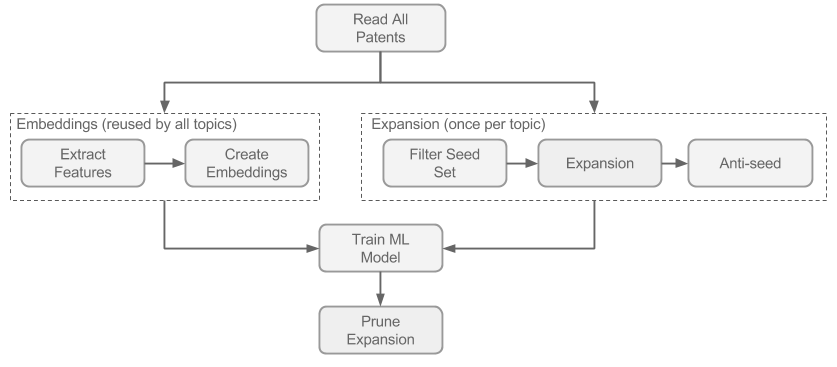 Read All
Patents
Embeddings (reused by all topics)
Extract
Features
Create
Embeddings
Expansion (once per topic)
Filter Seed
Set
Expansion
Anti-seed
Train ML
Model
Prune
Expansion